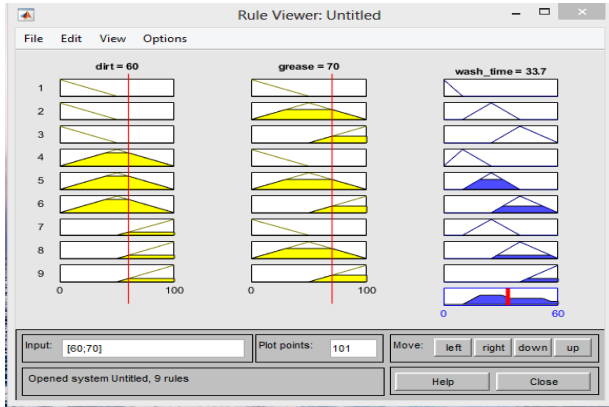 Rule Viewer: Untitled
File Edit View Options
dirt = 60 grease = 70 wash_time = 33.7
1
2
3
4
5
6
7
8
9
0 100 0 100
0 60
Input: [60;70] Plot points: 101 Move: left right down up
Opened system Untitled, 9 rules Help Close